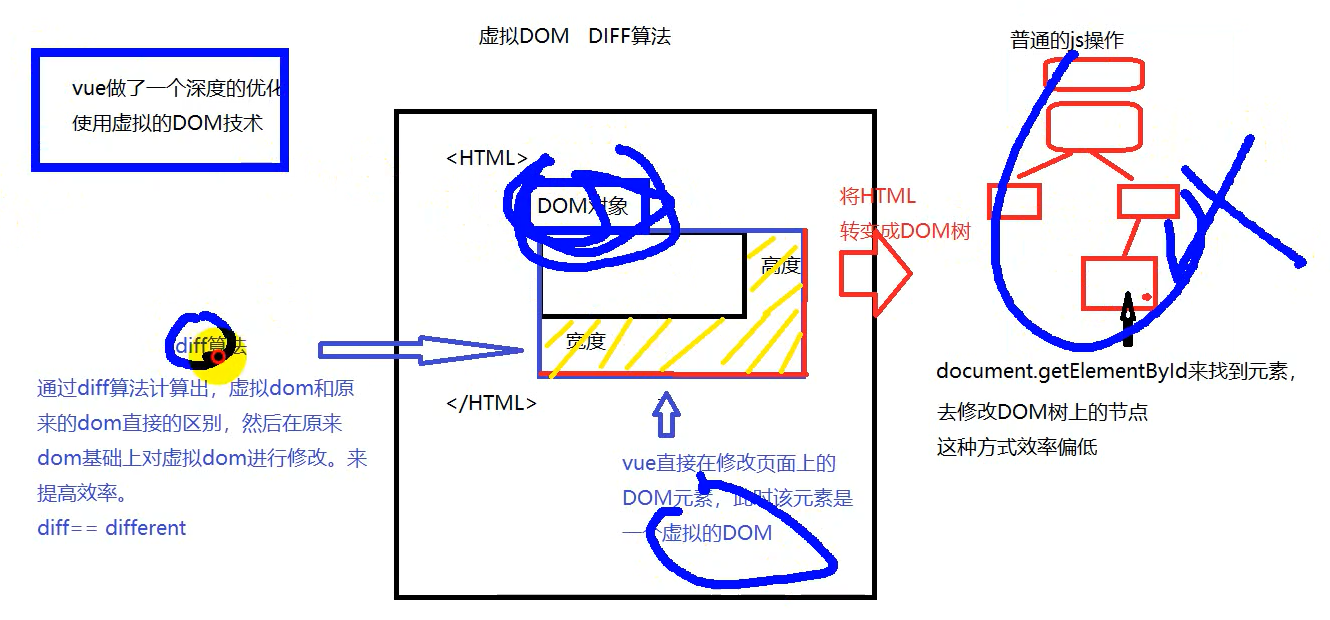 虚拟DOM DIFF算法
普通的js操作
vue做了一个深度的优化
使用虚拟的DOM技术
<HTML>
DOM对象
将HTML
转变成DOM树
高度
宽度
diff算法
通过diff算法计算出，虚拟dom和原
来的dom直接的区别，然后在原来
dom基础上对虚拟dom进行修改。来
提高效率。
diff== different
</HTML>
vue直接在修改页面上的
DOM元素，此时该元素是
一个虚拟的DOM
document.getElementById来找到元素，
去修改DOM树上的节点
这种方式效率偏低